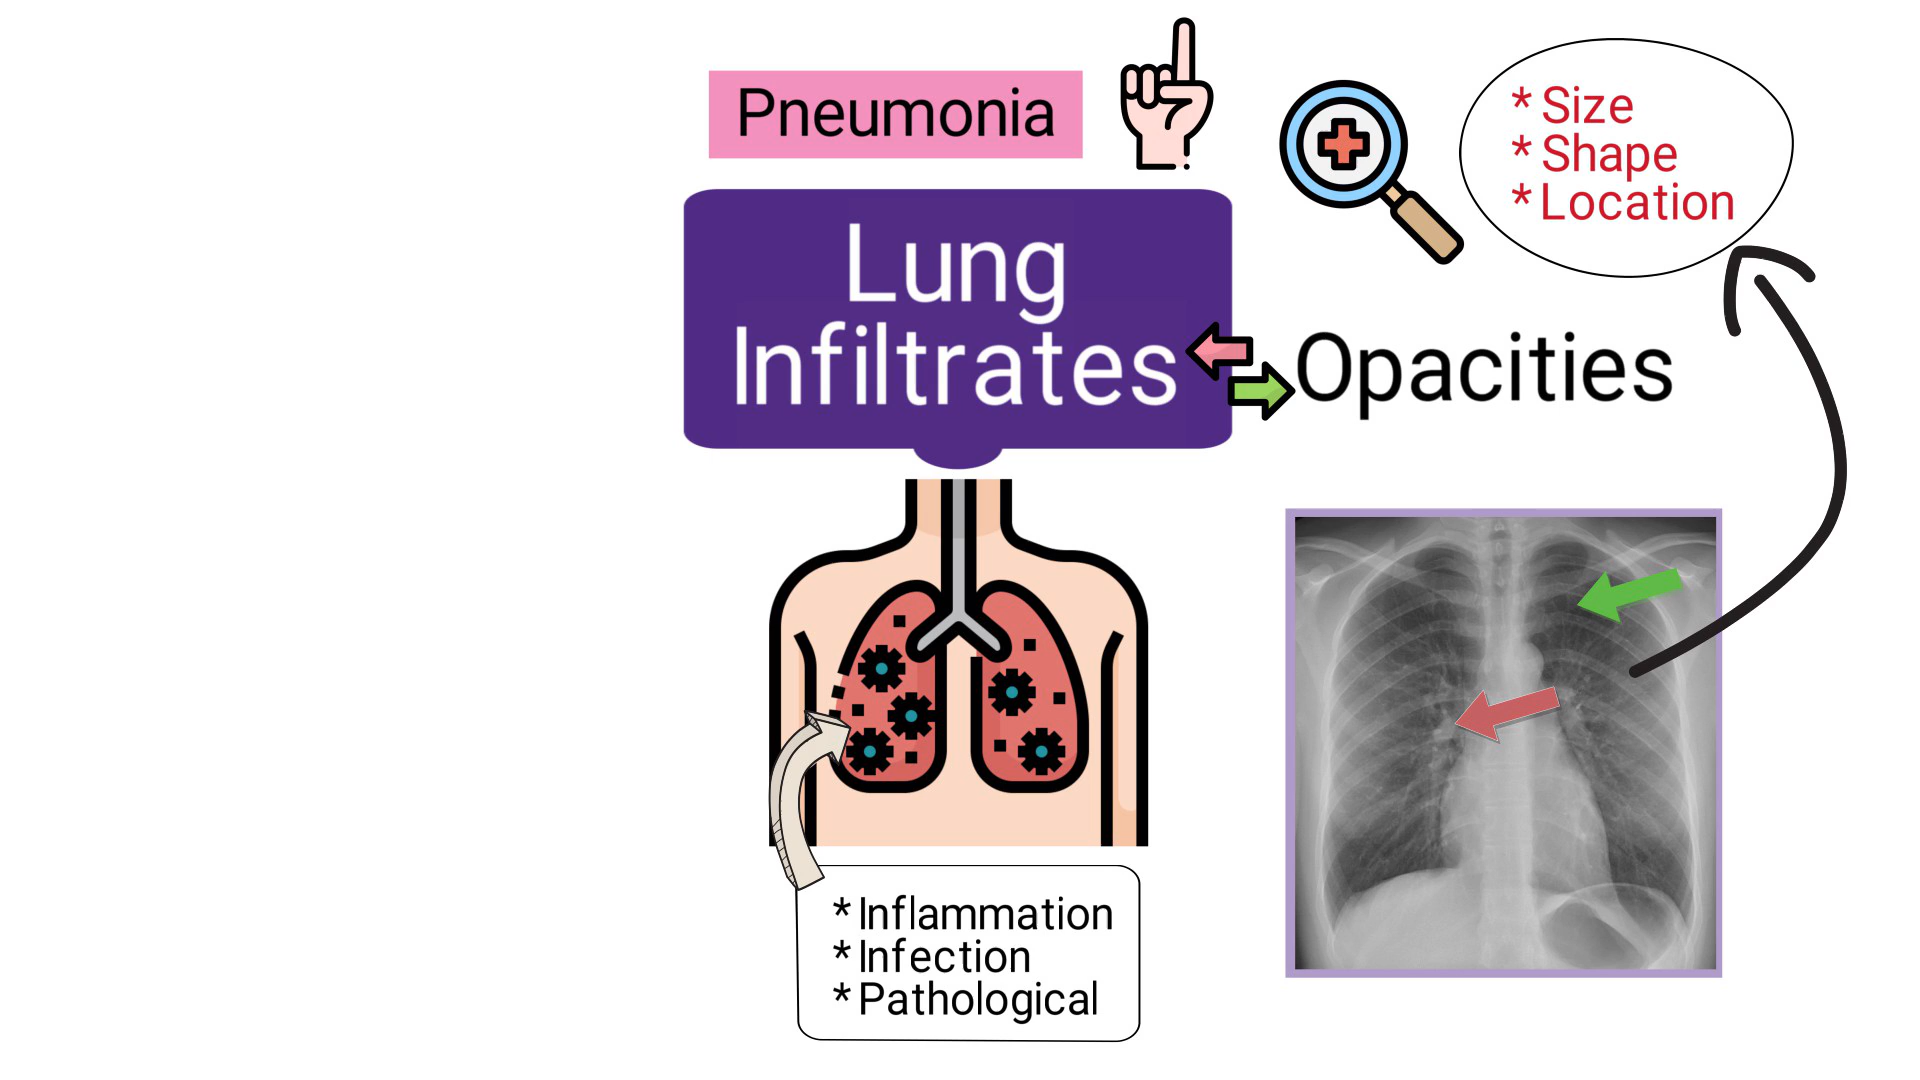 Pneumonia
Lung
Infiltrates
Opacities
* Size
* Shape
* Location
* Inflammation
* Infection
* Pathological